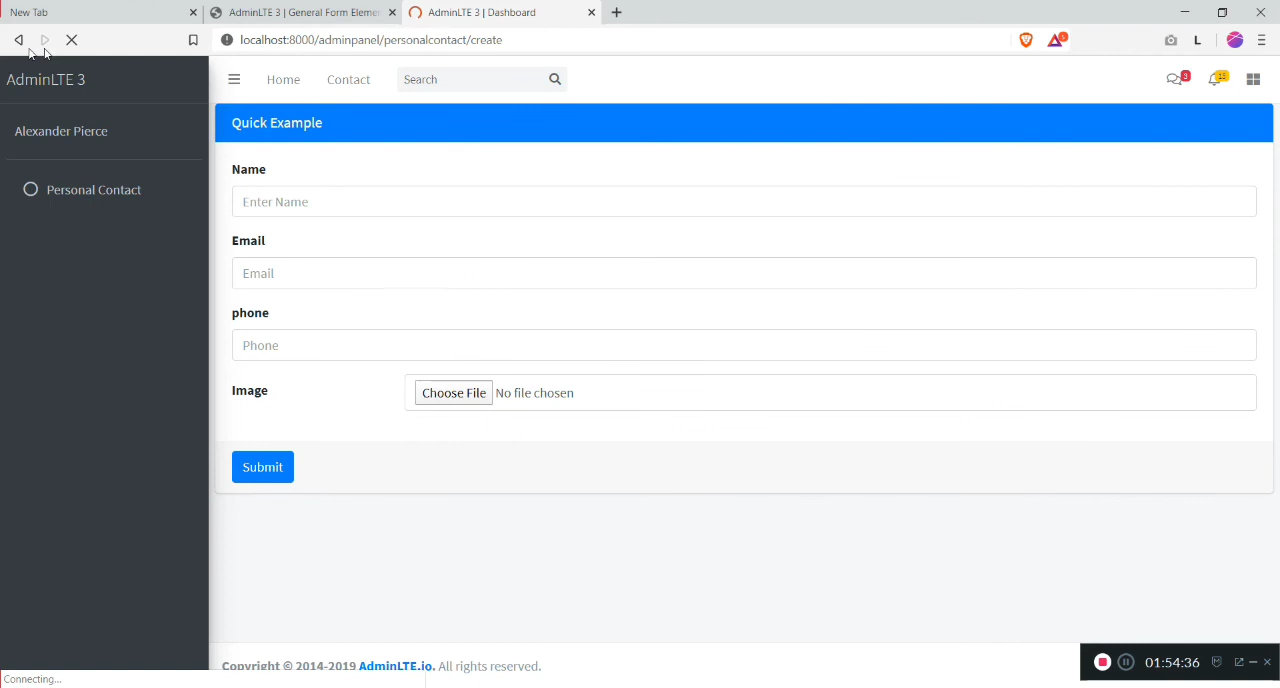 New Tab
AdminLTE 3 | General Form Elemen
AdminLTE 3 | Dashboard
localhost:8000/adminpanel/personalcontact/create
L
AdminLTE 3
Home
Contact
Search
3
15
Alexander Pierce
Personal Contact
Quick Example
Name
Enter Name
Email
Email
phone
Phone
Image
Choose File No file chosen
Submit
Copyright © 2014-2019 AdminLTE.io. All rights reserved.
Connecting...
01:54:36